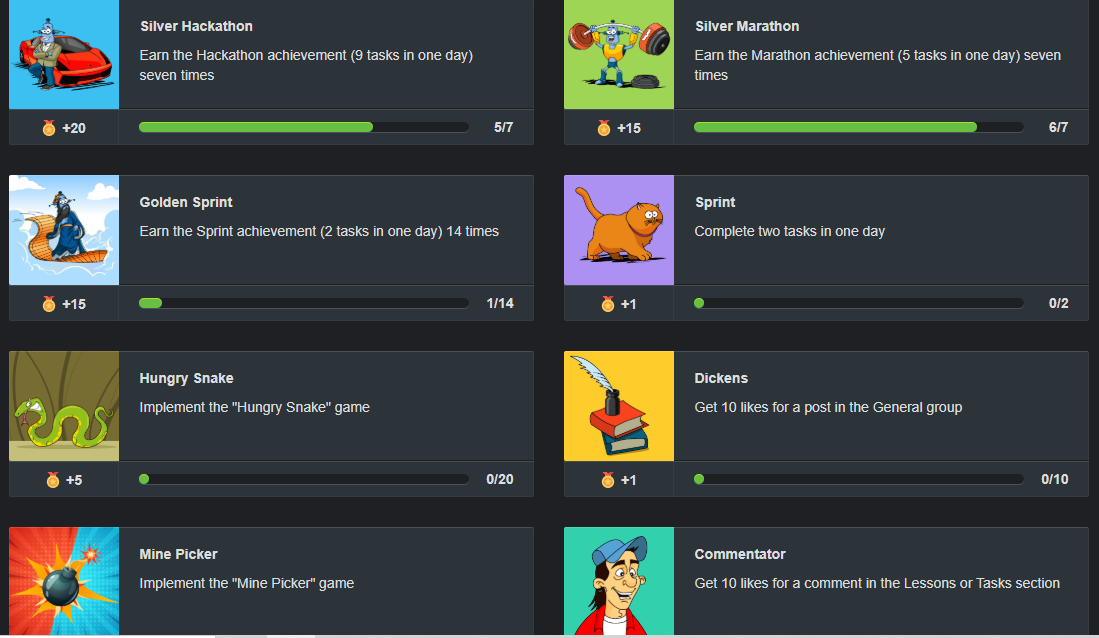 Silver Hackathon
Earn the Hackathon achievement (9 tasks in one day)
seven times
+20
5/7
Silver Marathon
Earn the Marathon achievement (5 tasks in one day) seven
times
+15
6/7
Golden Sprint
Earn the Sprint achievement (2 tasks in one day) 14 times
+15
1/14
Sprint
Complete two tasks in one day
+1
0/2
Hungry Snake
Implement the "Hungry Snake" game
+5
0/20
Dickens
Get 10 likes for a post in the General group
+1
0/10
Mine Picker
Implement the "Mine Picker" game
Commentator
Get 10 likes for a comment in the Lessons or Tasks section